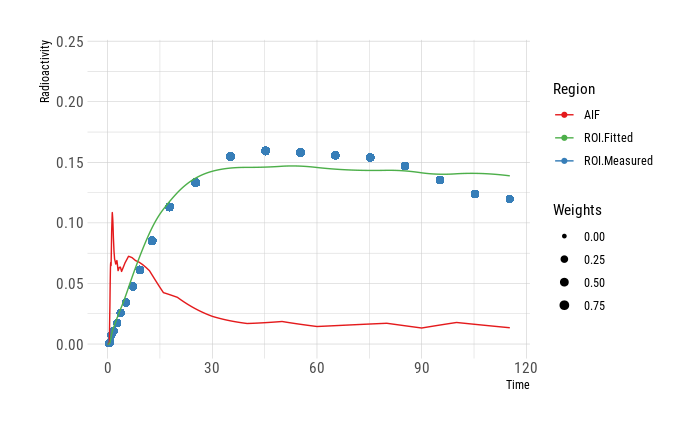 Radioactivity
0.25
0.20
0.15
0.10
0.05
0.00
0
30
60
90
120
Time
Region
AIF
ROI.Fitted
ROI.Measured
Weights
0.00
0.25
0.50
0.75